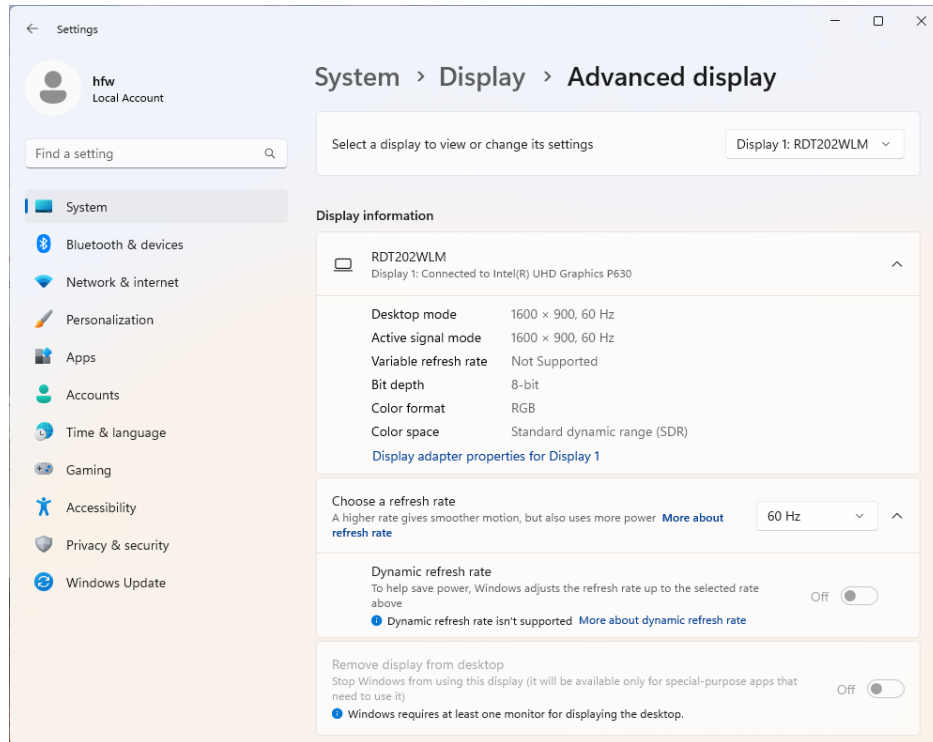 Settings
hfw
Local Account
Find a setting
System
Bluetooth & devices
Network & internet
Personalization
Apps
Accounts
Time & language
Gaming
Accessibility
Privacy & security
Windows Update
System › Display › Advanced display
Select a display to view or change its settings
Display 1: RDT202WLM
Display information
RDT202WLM
Display 1: Connected to Intel(R) UHD Graphics P630
Desktop mode 1600 × 900, 60 Hz
Active signal mode 1600 × 900, 60 Hz
Variable refresh rate Not Supported
Bit depth 8-bit
Color format RGB
Color space Standard dynamic range (SDR)
Display adapter properties for Display 1
Choose a refresh rate
A higher rate gives smoother motion, but also uses more power More about
refresh rate
60 Hz
Dynamic refresh rate
To help save power, Windows adjusts the refresh rate up to the selected rate
above
Off
Dynamic refresh rate isn't supported More about dynamic refresh rate
Remove display from desktop
Stop Windows from using this display (it will be available only for special-purpose apps that
need to use it)
Off
Windows requires at least one monitor for displaying the desktop.